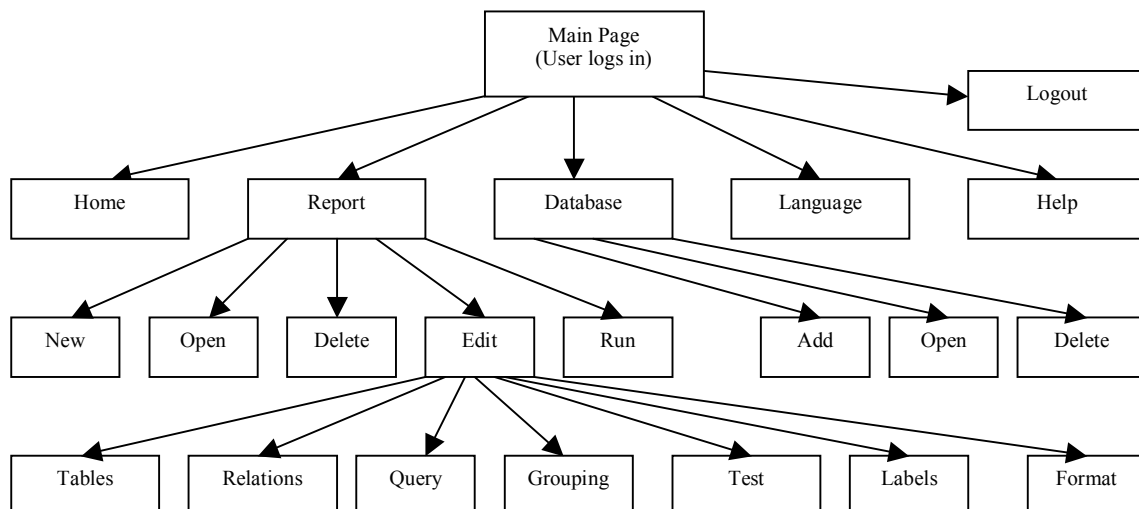 Main Page
(User logs in)
Logout
Home
Report
Database
Language
Help
New
Open
Delete
Edit
Run
Add
Open
Delete
Tables
Relations
Query
Grouping
Test
Labels
Format